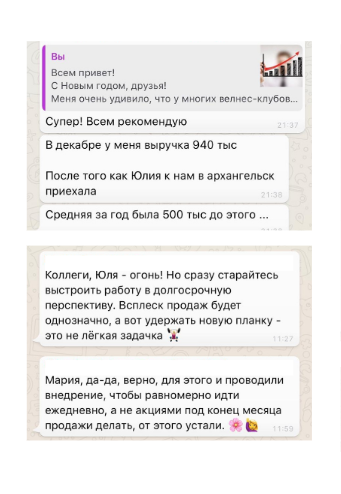 Вы
Всем привет!
С Новым годом, друзья!
Меня очень удивило, что у многих велнес-клубов...
Супер! Всем рекомендую
21:37
В декабре у меня выручка 940 тыс
После того как Юлия к нам в архангельск
приехала
21:38
Средняя за год была 500 тыс до этого ...
Коллеги, Юля - огонь! Но сразу старайтесь
выстроить работу в долгосрочную
перспективу. Всплеск продаж будет
однозначно, а вот удержать новую планку -
это не лёгкая задачка
11:27
Мария, да-да, верно, для этого и проводили
внедрение, чтобы равномерно идти
ежедневно, а не акциями под конец месяца
продажи делать, от этого устали.
11:59